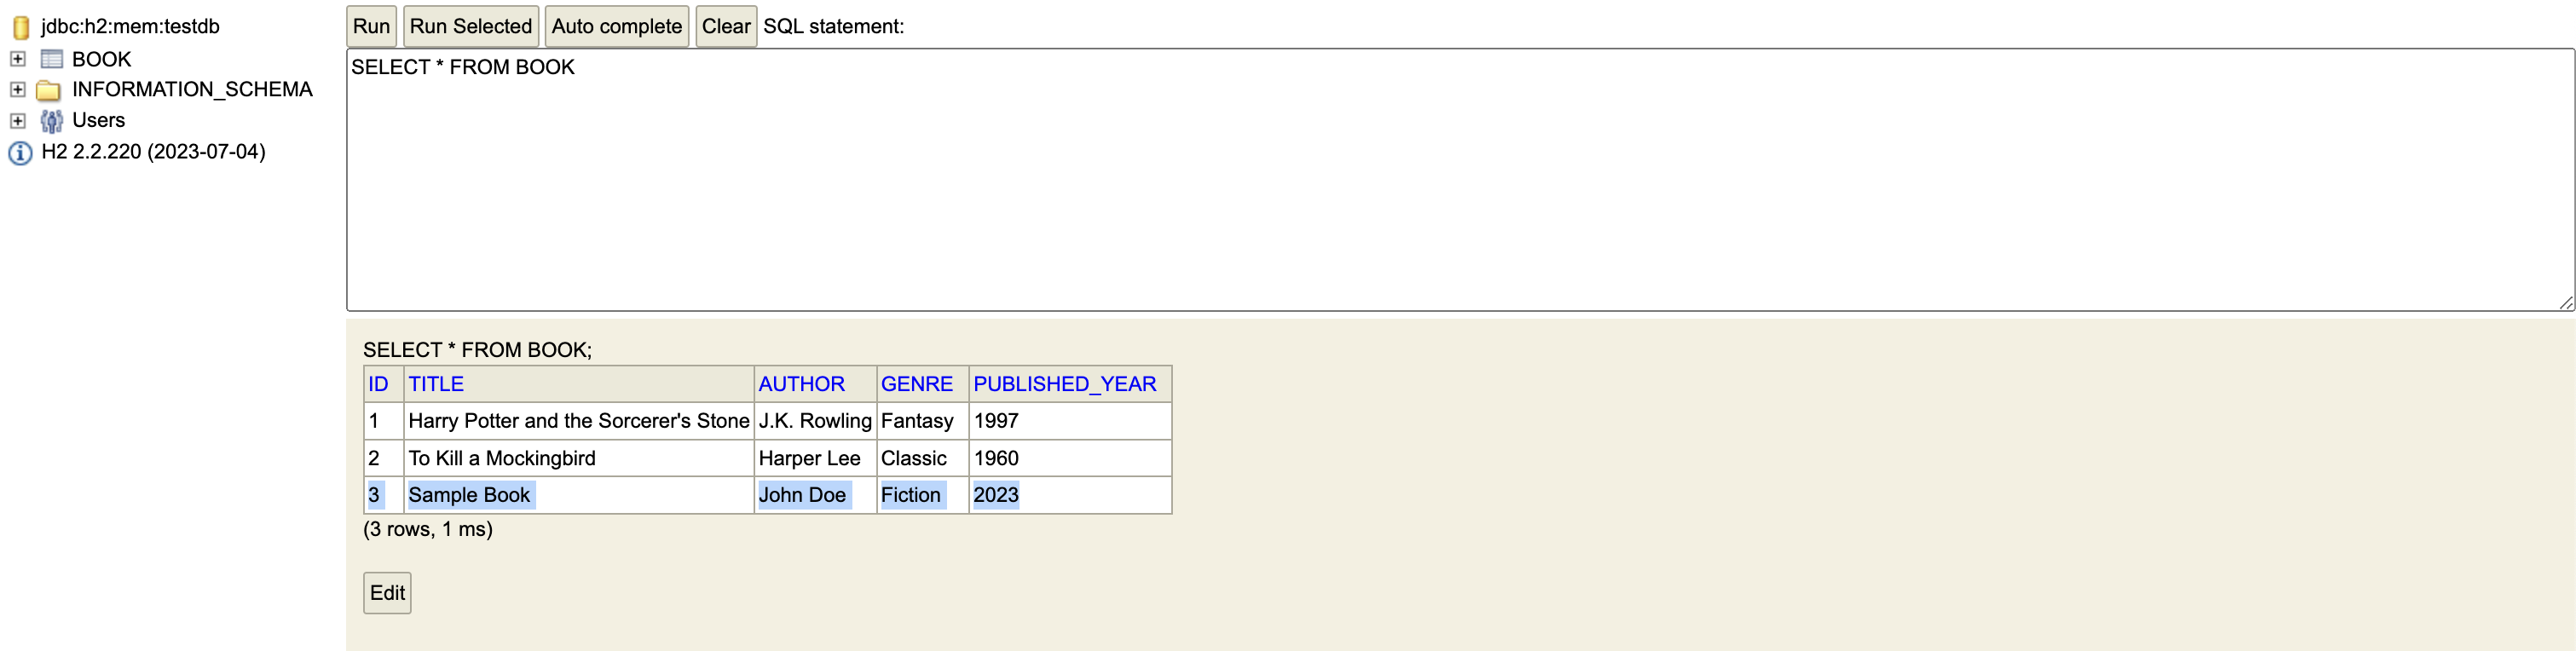 jdbc:h2:mem:testdb
BOOK
INFORMATION_SCHEMA
Users
H2 2.2.220 (2023-07-04)
Run Run Selected Auto complete Clear SQL statement:
SELECT * FROM BOOK
SELECT * FROM BOOK;
ID TITLE AUTHOR GENRE PUBLISHED_YEAR
1 Harry Potter and the Sorcerer's Stone J.K. Rowling Fantasy 1997
2 To Kill a Mockingbird Harper Lee Classic 1960
3 Sample Book John Doe Fiction 2023
(3 rows, 1 ms)
Edit